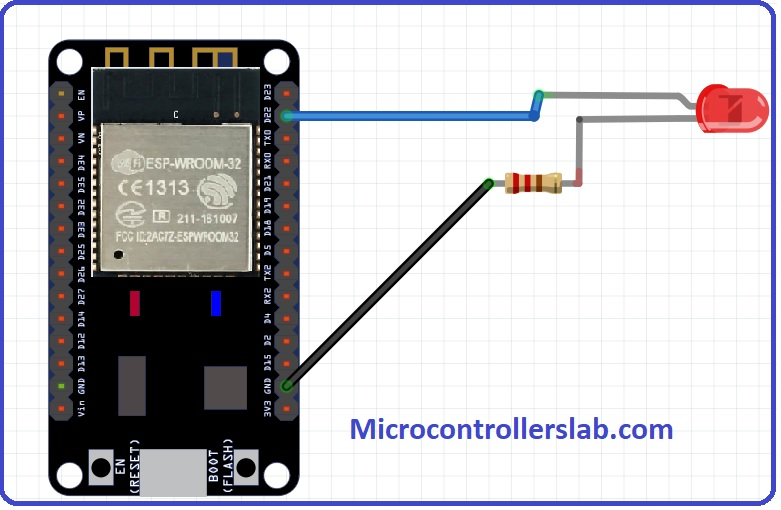 EN
VP
VN
D34
D35
D32
D33
D25
D26
D27
D14
D12
D13
GND
Vin
D23
D22
TX0
RX0
D21
D19
D18
D5
TX2
RX2
D4
D2
D15
GND
3V3
ESP-WROOM-32
CE1313
R 211-161007
FCC ID:2AC7Z-ESPWROOM32
EN
(RESET)
BOOT
(FLASH)
Microcontrollerslab.com